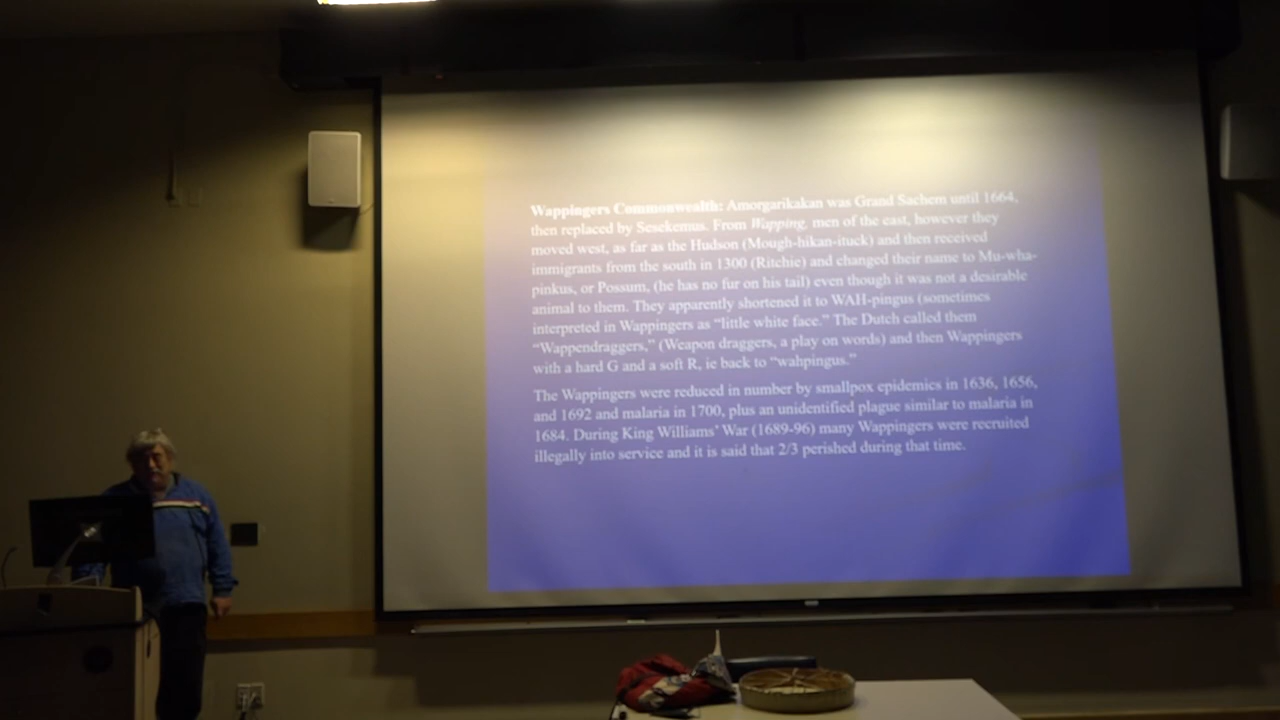 Wappingers Commonwealth: Amorgarikakan was Grand Sachem until 1664,
then replaced by Sesekemus. From Wapping, men of the east, however they
moved west, as far as the Hudson (Mough-hikan-ituck) and then received
immigrants from the south in 1300 (Ritchie) and changed their name to Mu-wha-
pinkus, or Possum, (he has no fur on his tail) even though it was not a desirable
animal to them. They apparently shortened it to WAH-pingus (sometimes
interpreted in Wappingers as “little white face.” The Dutch called them
“Wappendraggers,” (Weapon draggers, a play on words) and then Wappingers
with a hard G and a soft R, ie back to “wahpingus.”
The Wappingers were reduced in number by smallpox epidemics in 1636, 1656,
and 1692 and malaria in 1700, plus an unidentified plague similar to malaria in
1684. During King Williams’ War (1689-96) many Wappingers were recruited
illegally into service and it is said that 2/3 perished during that time.